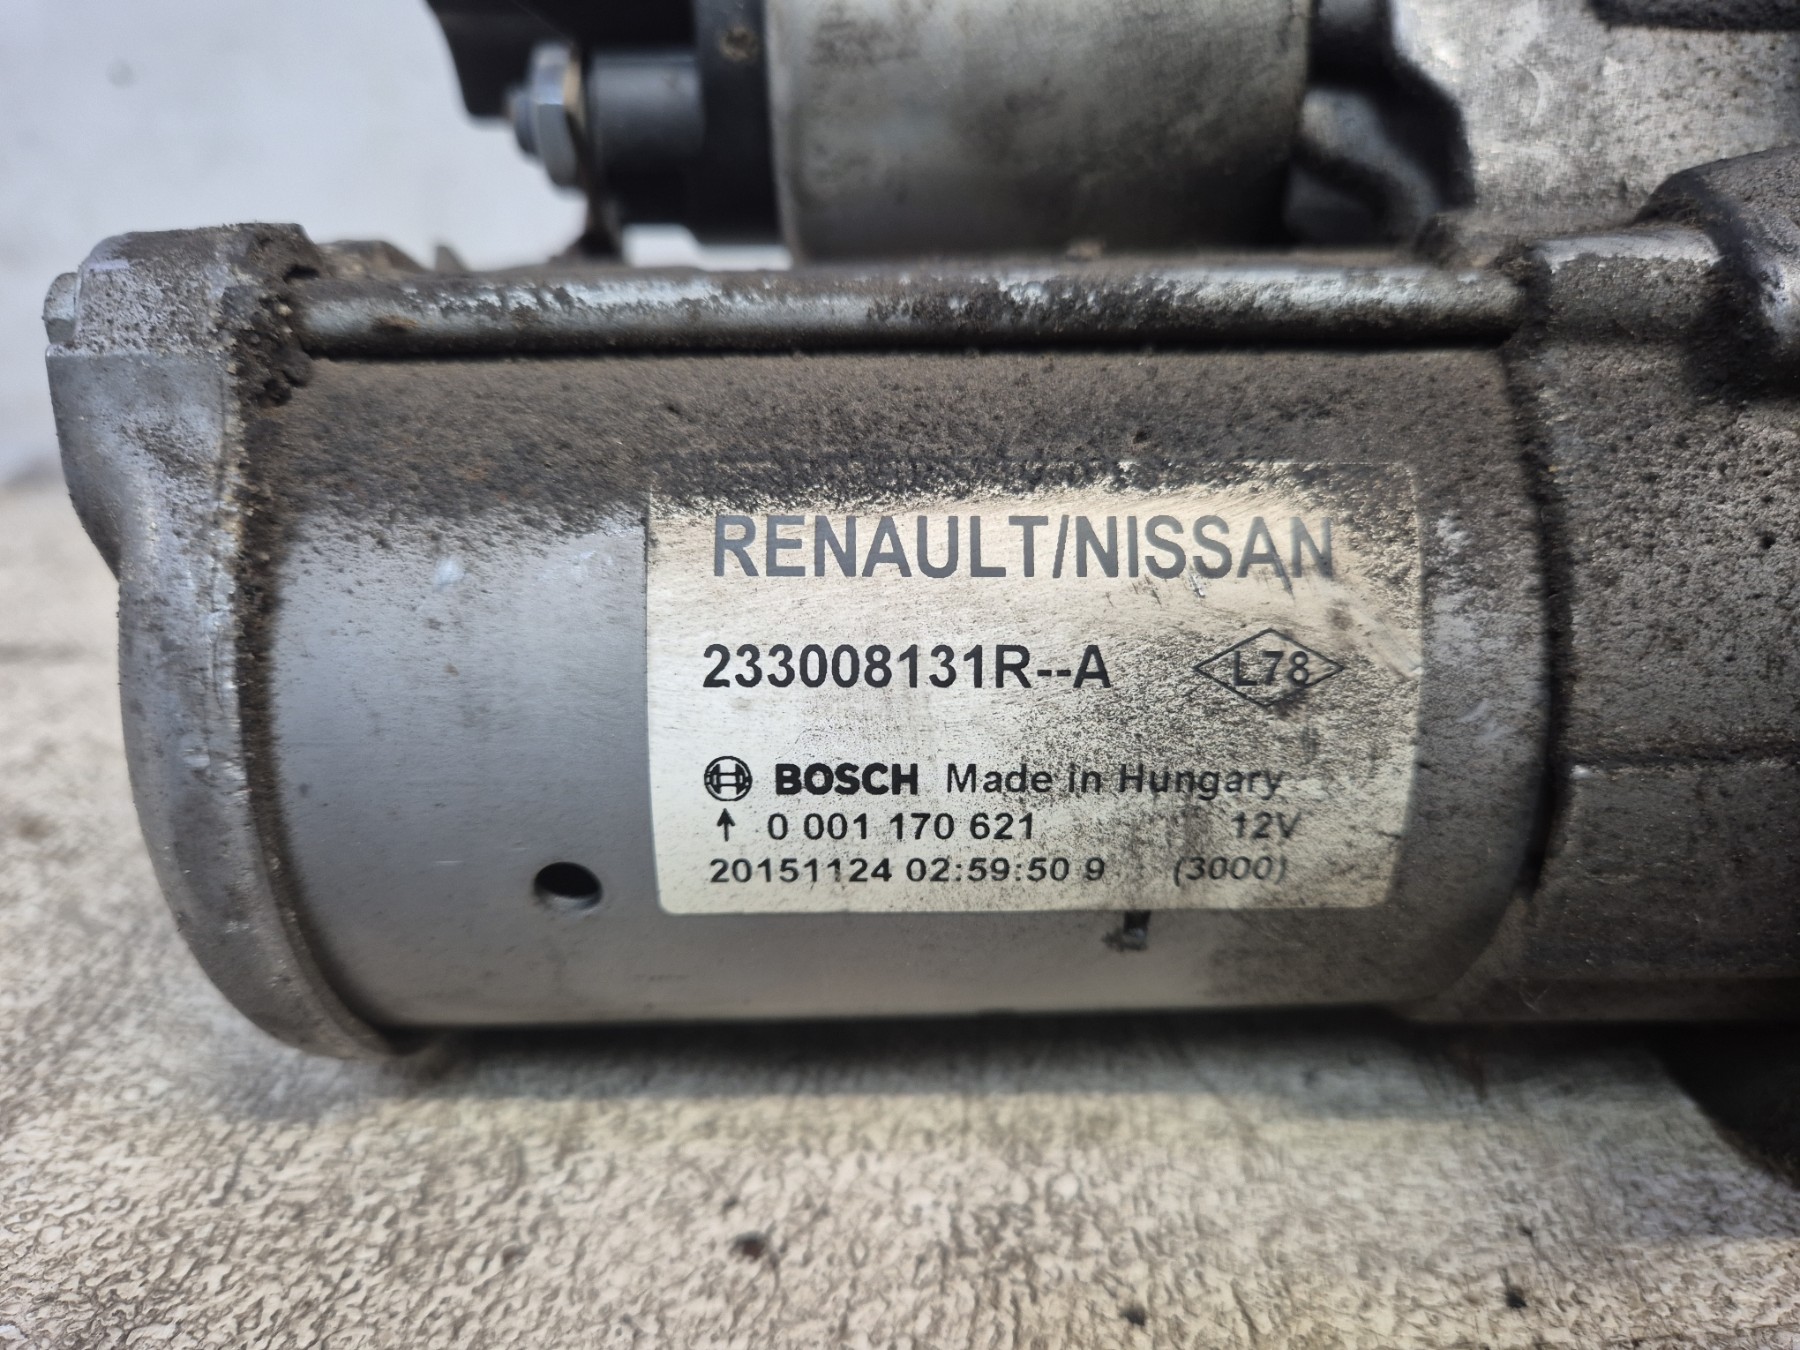 RENAULT/NISSAN
233008131R--A L78
BOSCH Made in Hungary
↑ 0 001 170 621 12V
20151124 02:59:50 9 (3000)